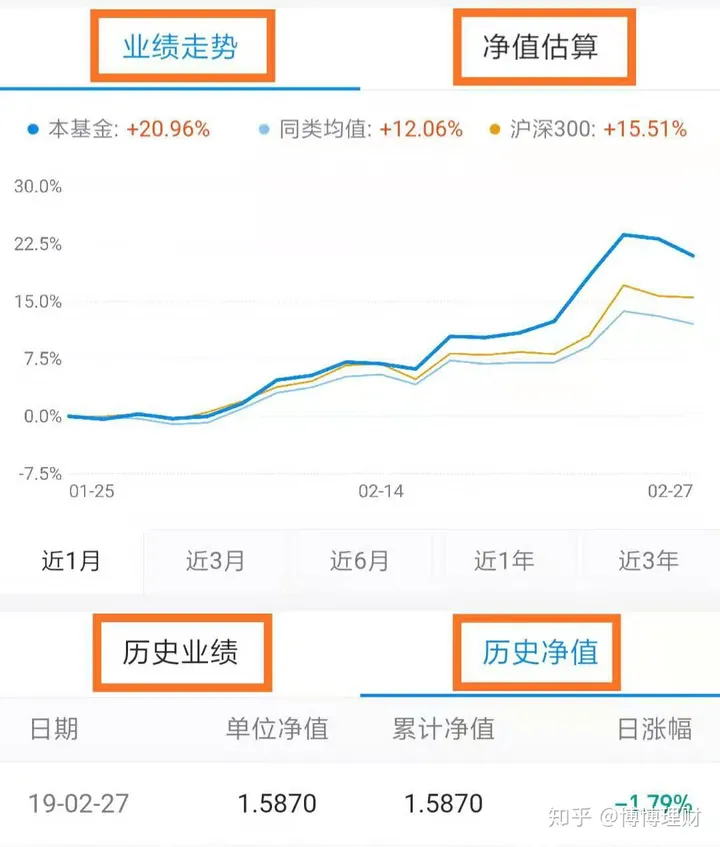 业绩走势 净值估算
本基金: +20.96% 同类均值: +12.06% 沪深300: +15.51%
30.0%
22.5%
15.0%
7.5%
0.0%
-7.5%
01-25 02-14 02-27
近1月 近3月 近6月 近1年 近3年
历史业绩 历史净值
日期 单位净值 累计净值 日涨幅
19-02-27 1.5870 1.5870 -1.79%
知乎 @博博理财